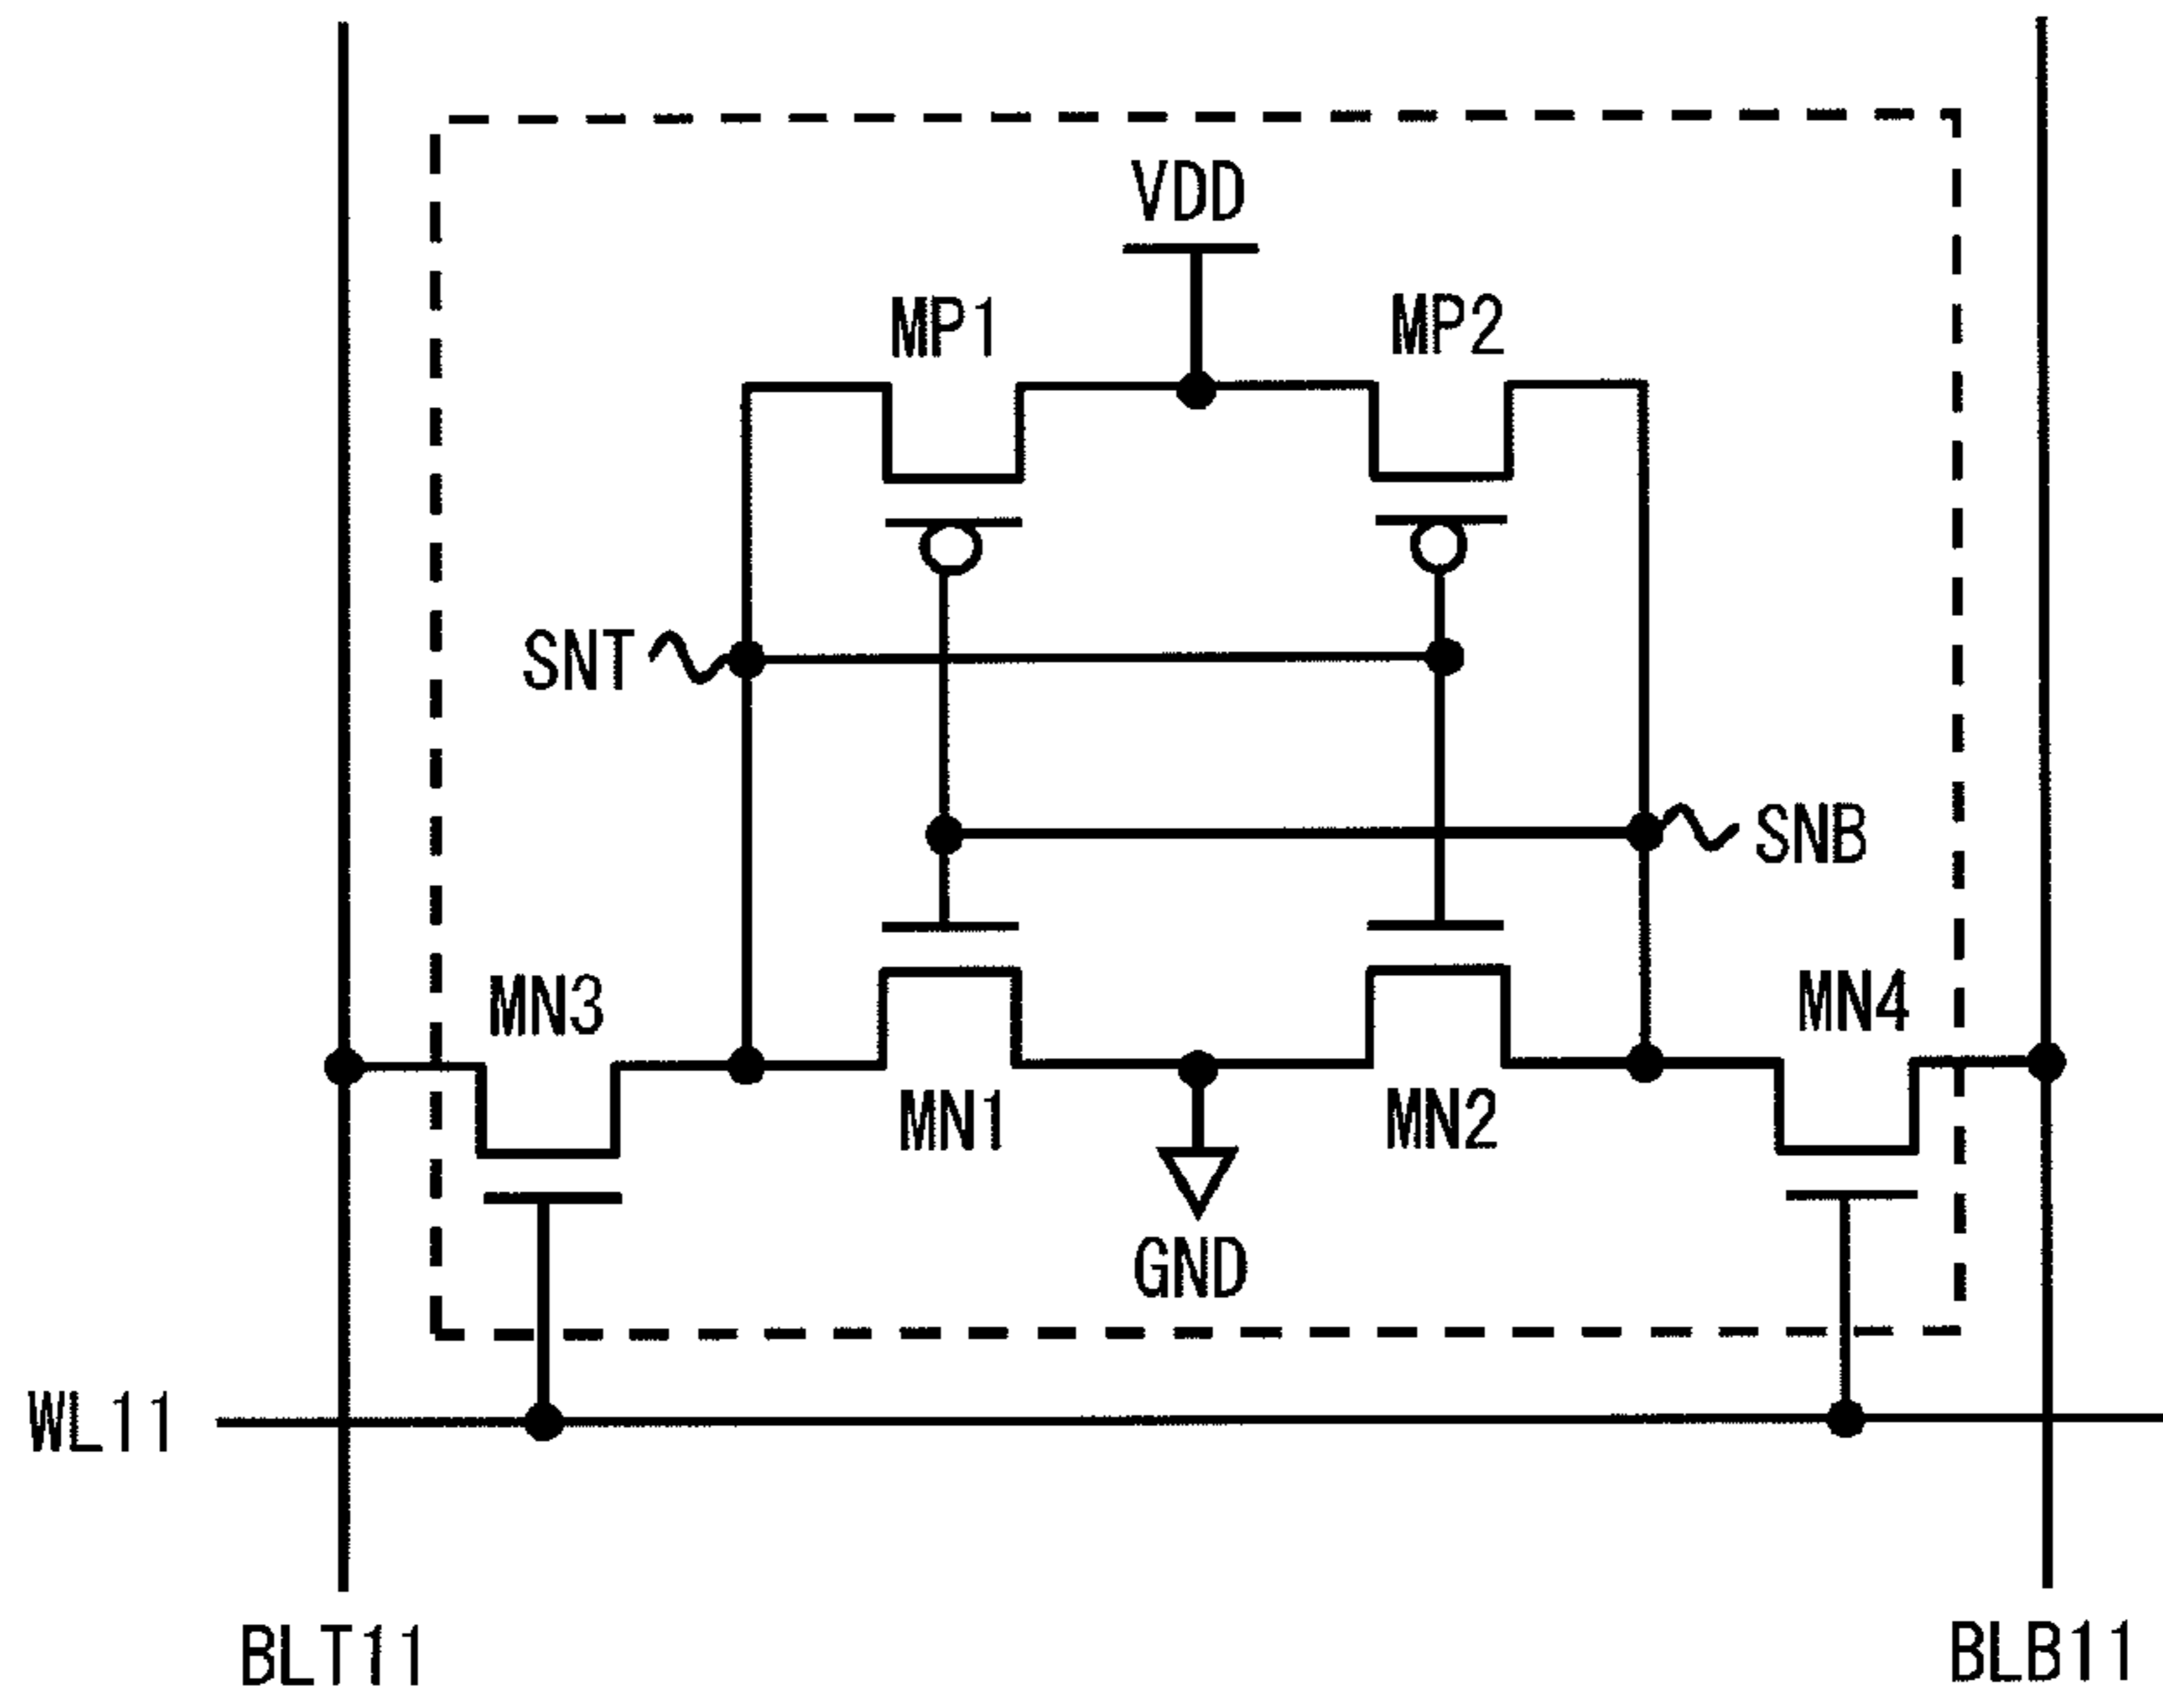 VDD
MP1
MP2
SNT
SNB
MN3
MN4
MN1
MN2
GND
WL11
BLT11
BLB11